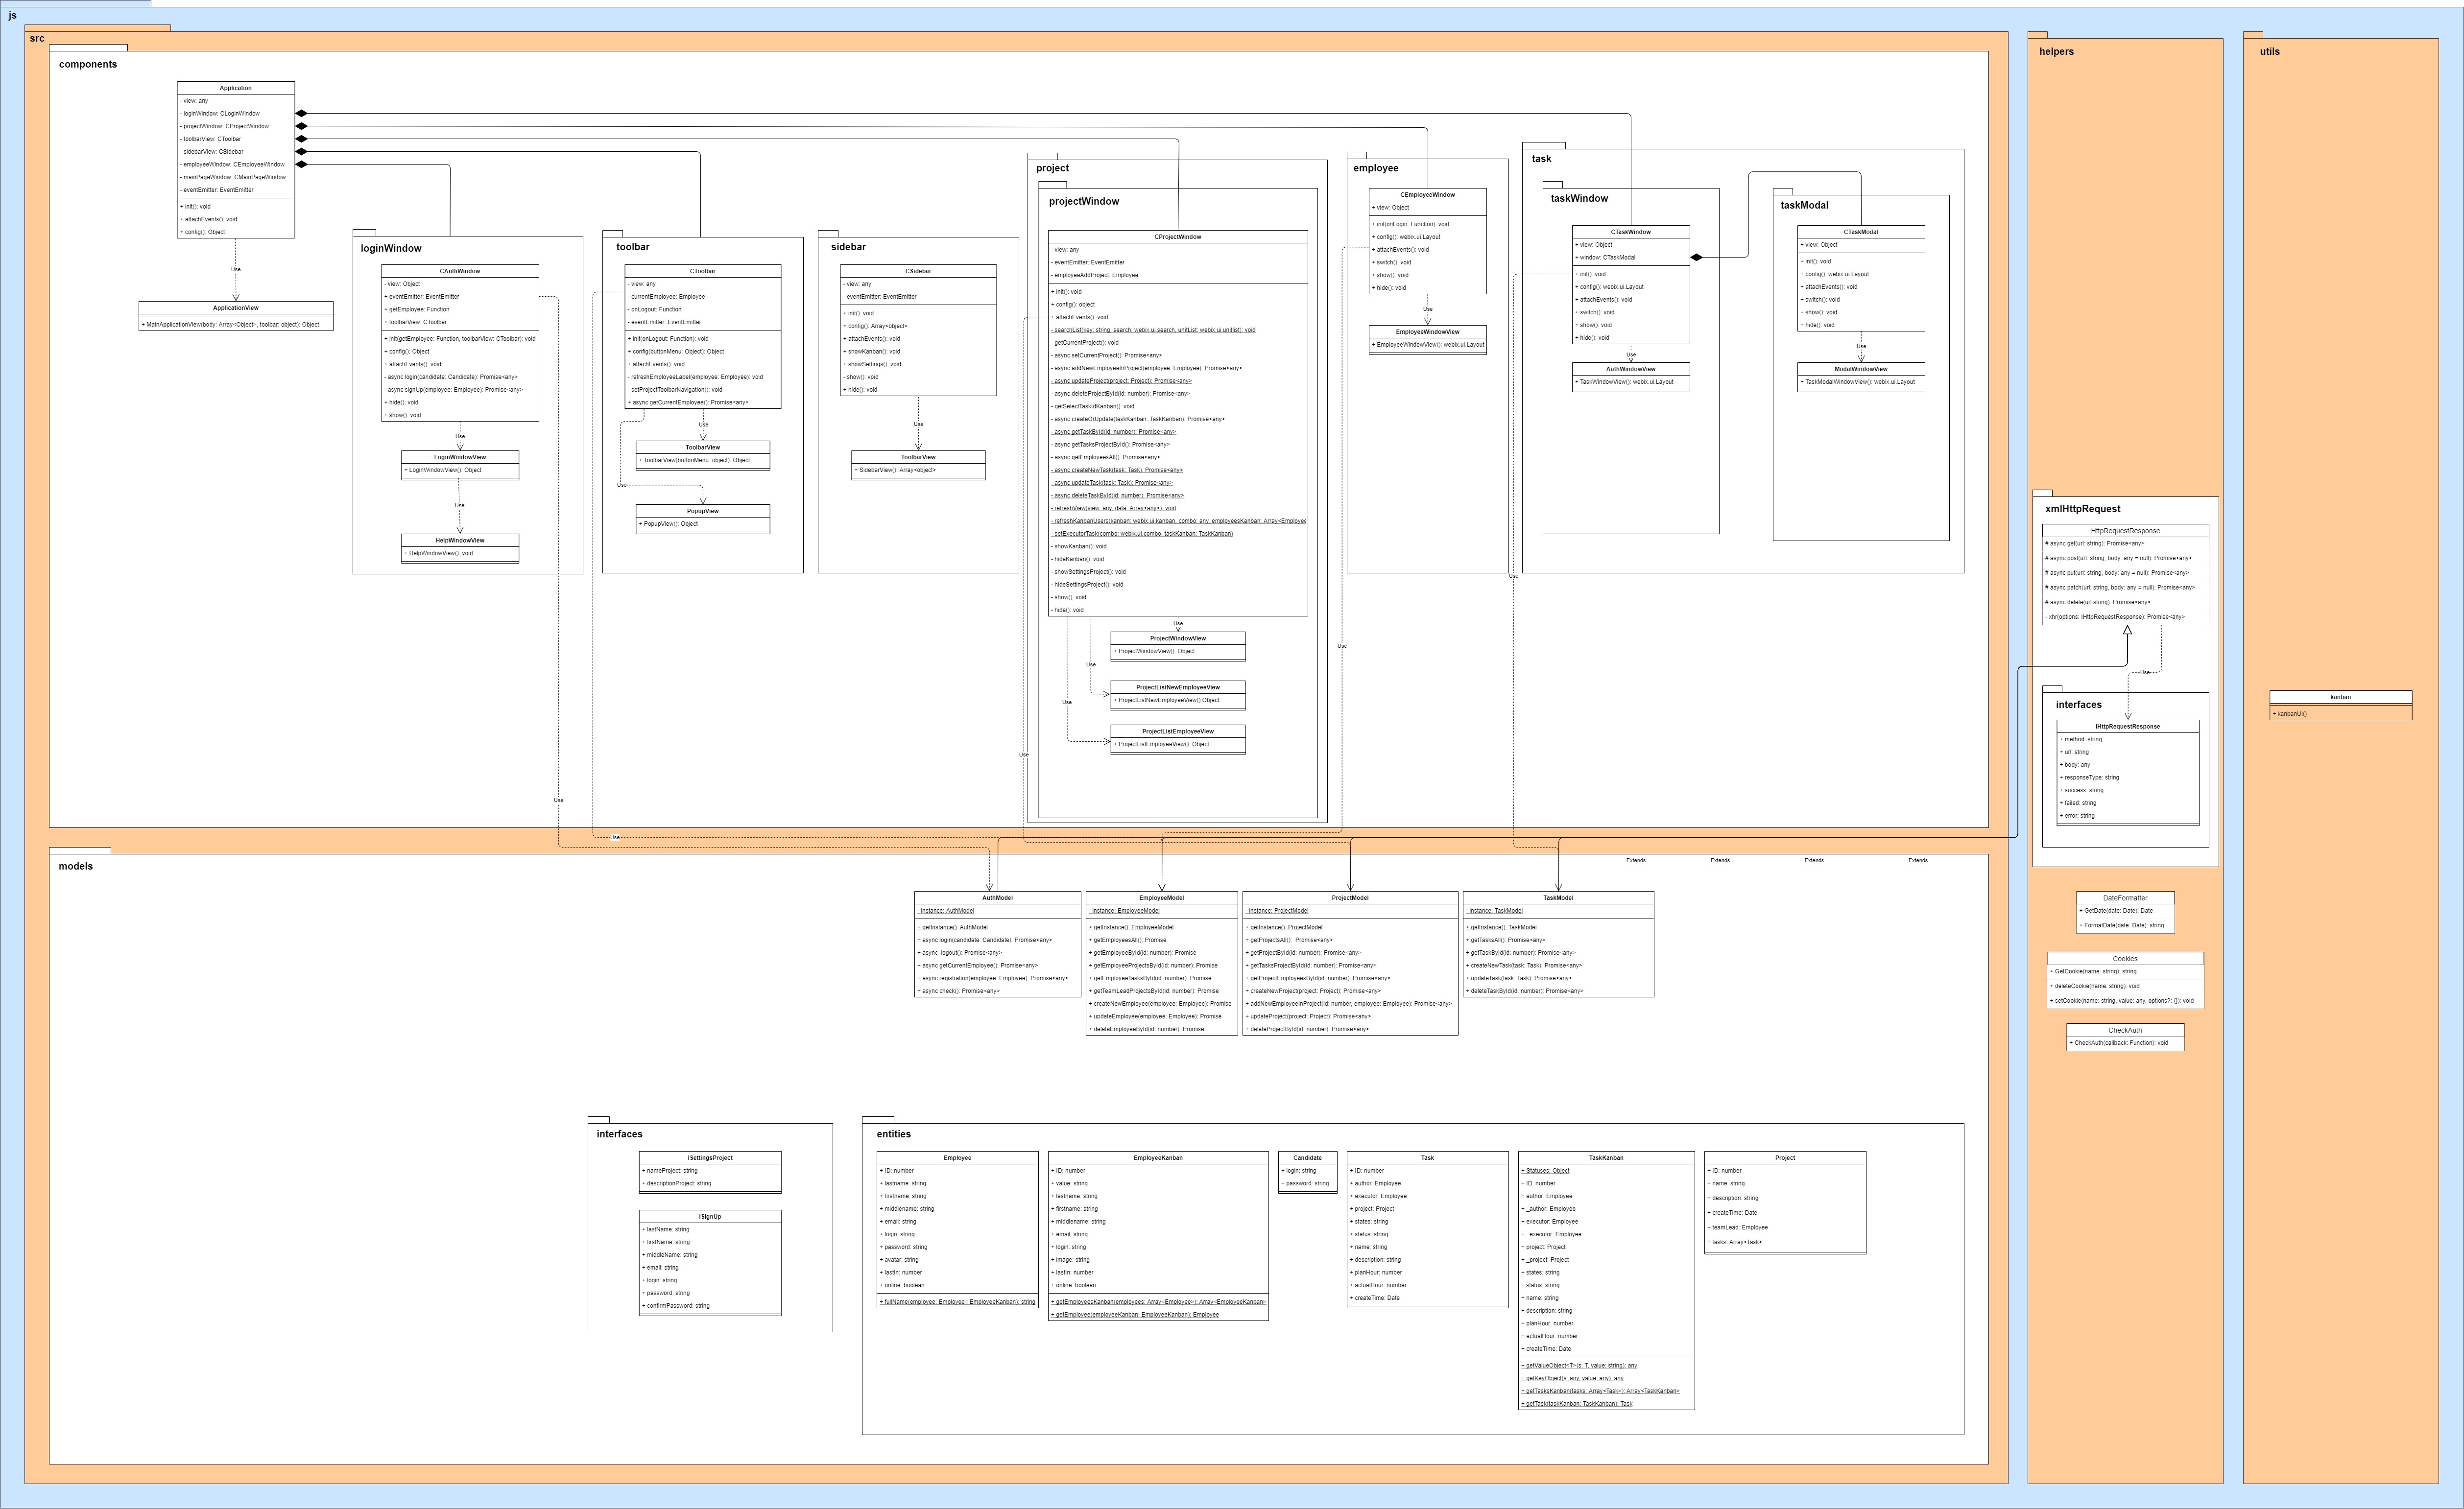 js
src
components
Application
- view: any
- loginWindow: CLoginWindow
- projectWindow: CProjectWindow
- toolbarView: CToolbar
- sidebarView: CSidebar
- employeeWindow: CEmployeeWindow
- mainPageWindow: CMainPageWindow
- eventEmitter: EventEmitter
+ init(): void
+ attachEvents(): void
+ config(): Object
Use
ApplicationView
+ MainApplicationView(body: Array<Object>, toolbar: object): Object
loginWindow
CAuthWindow
- view: Object
+ eventEmitter: EventEmitter
+ getEmployee: Function
+ toolbarView: CToolbar
+ init(getEmployee: Function, toolbarView: CToolbar): void
+ config(): Object
+ attachEvents(): void
- async login(candidate: Candidate): Promise<any>
- async signUp(employee: Employee): Promise<any>
+ hide(): void
+ show(): void
Use
LoginWindowView
+ LoginWindowView(): Object
Use
HelpWindowView
+ HelpWindowView(): void
Use
toolbar
CToolbar
- view: any
- currentEmployee: Employee
- onLogout: Function
- eventEmitter: EventEmitter
+ init(onLogout: Function): void
+ config(buttonMenu: Object): Object
+ attachEvents(): void
- refreshEmployeeLabel(employee: Employee): void
- setProjectToolbarNavigation(): void
+ async getCurrentEmployee(): Promise<any>
Use
ToolbarView
+ ToolbarView(buttonMenu: object): Object
Use
PopupView
+ PopupView(): Object
Use
sidebar
CSidebar
- view: any
- eventEmitter: EventEmitter
+ init(): void
+ config(): Array<object>
+ attachEvents(): void
+ showKanban(): void
+ showSettings(): void
- show(): void
+ hide(): void
Use
ToolbarView
+ SidebarView(): Array<object>
project
projectWindow
CProjectWindow
- view: any
- eventEmitter: EventEmitter
- employeeAddProject: Employee
+ init(): void
+ config(): object
+ attachEvents(): void
- searchList(key: string, search: webix.ui.search, unitList: webix.ui.unitlist): void
- getCurrentProject(): void
- async setCurrentProject(): Promise<any>
- async addNewEmployeeInProject(employee: Employee): Promise<any>
- async updateProject(project: Project): Promise<any>
- async deleteProjectById(id: number): Promise<any>
- getSelectTaskIdKanban(): void
- async createOrUpdate(taskKanban: TaskKanban): Promise<any>
- async getTaskById(id: number): Promise<any>
- async getTasksProjectById(): Promise<any>
- async getEmployeesAll(): Promise<any>
- async createNewTask(task: Task): Promise<any>
- async updateTask(task: Task): Promise<any>
- async deleteTaskById(id: number): Promise<any>
- refreshView(view: any, data: Array<any>): void
- refreshKanbanUsers(kanban: webix.ui.kanban, combo: any, employeesKanban: Array<Employee
- setExecutorTask(combo: webix.ui.combo, taskKanban: TaskKanban)
- showKanban(): void
- hideKanban(): void
- showSettingsProject(): void
- hideSettingsProject(): void
- show(): void
- hide(): void
Use
ProjectWindowView
+ ProjectWindowView(): Object
Use
ProjectListNewEmployeeView
+ ProjectListNewEmployeeView():Object
Use
ProjectListEmployeeView
+ ProjectListEmployeeView(): Object
Use
employee
CEmployeeWindow
+ view: Object
+ init(onLogin: Function): void
+ config(): webix.ui.Layout
+ attachEvents(): void
+ switch(): void
+ show(): void
+ hide(): void
Use
EmployeeWindowView
+ EmployeeWindowView(): webix.ui.Layout
Use
task
taskWindow
CTaskWindow
+ view: Object
+ window: CTaskModal
+ init(): void
+ config(): webix.ui.Layout
+ attachEvents(): void
+ switch(): void
+ show(): void
+ hide(): void
Use
AuthWindowView
+ TaskWindowView(): webix.ui.Layout
Use
taskModal
CTaskModal
+ view: Object
+ init(): void
+ config(): webix.ui.Layout
+ attachEvents(): void
+ switch(): void
+ show(): void
+ hide(): void
Use
ModalWindowView
+ TaskModalWindowView(): webix.ui.Layout
models
Extends
Extends
Extends
Extends
AuthModel
- instance: AuthModel
+ getInstance(): AuthModel
+ async login(candidate: Candidate): Promise<any>
+ async logout(): Promise<any>
+ async getCurrentEmployee(): Promise<any>
+ async registration(employee: Employee): Promise<any>
+ async check(): Promise<any>
EmployeeModel
- instance: EmployeeModel
+ getInstance(): EmployeeModel
+ getEmployeesAll(): Promise
+ getEmployeeById(id: number): Promise
+ getEmployeeProjectsById(id: number): Promise
+ getEmployeeTasksById(id: number): Promise
+ getTeamLeadProjectsById(id: number): Promise
+ createNewEmployee(employee: Employee): Promise
+ updateEmployee(employee: Employee): Promise
+ deleteEmployeeById(id: number): Promise
ProjectModel
- instance: ProjectModel
+ getInstance(): ProjectModel
+ getProjectsAll(): Promise<any>
+ getProjectById(id: number): Promise<any>
+ getTasksProjectById(id: number): Promise<any>
+ getProjectEmployeesById(id: number): Promise<any>
+ createNewProject(project: Project): Promise<any>
+ addNewEmployeeInProject(id: number, employee: Employee): Promise<any>
+ updateProject(project: Project): Promise<any>
+ deleteProjectById(id: number): Promise<any>
TaskModel
- instance: TaskModel
+ getInstance(): TaskModel
+ getTasksAll(): Promise<any>
+ getTaskById(id: number): Promise<any>
+ createNewTask(task: Task): Promise<any>
+ updateTask(task: Task): Promise<any>
+ deleteTaskById(id: number): Promise<any>
interfaces
ISettingsProject
+ nameProject: string
+ descriptionProject: string
ISignUp
+ lastName: string
+ firstName: string
+ middleName: string
+ email: string
+ login: string
+ password: string
+ confirmPassword: string
entities
Employee
+ ID: number
+ lastname: string
+ firstname: string
+ middlename: string
+ email: string
+ login: string
+ password: string
+ avatar: string
+ lastIn: number
+ online: boolean
+ fullName(employee: Employee | EmployeeKanban): string
EmployeeKanban
+ ID: number
+ value: string
+ lastname: string
+ firstname: string
+ middlename: string
+ email: string
+ login: string
+ image: string
+ lastIn: number
+ online: boolean
+ getEmployeesKanban(employees: Array<Employee>): Array<EmployeeKanban>
+ getEmployee(employeeKanban: EmployeeKanban): Employee
Candidate
+ login: string
+ password: string
Task
+ ID: number
+ author: Employee
+ executor: Employee
+ project: Project
+ states: string
+ status: string
+ name: string
+ description: string
+ planHour: number
+ actualHour: number
+ createTime: Date
TaskKanban
+ Statuses: Object
+ ID: number
+ author: Employee
+ _author: Employee
+ executor: Employee
+ _executor: Employee
+ project: Project
+ _project: Project
+ states: string
+ status: string
+ name: string
+ description: string
+ planHour: number
+ actualHour: number
+ createTime: Date
+ getValueObject<T>(s: T, value: string): any
+ getKeyObject(s: any, value: any): any
+ getTasksKanban(tasks: Array<Task>): Array<TaskKanban>
+ getTask(taskKanban: TaskKanban): Task
Project
+ ID: number
+ name: string
+ description: string
+ createTime: Date
+ teamLead: Employee
+ tasks: Array<Task>
helpers
xmlHttpRequest
HttpRequestResponse
# async get(url: string): Promise<any>
# async post(url: string, body: any = null): Promise<any>
# async put(url: string, body: any = null): Promise<any>
# async patch(url: string, body: any = null): Promise<any>
# async delete(url:string): Promise<any>
- xhr(options: IHttpRequestResponse): Promise<any>
Use
interfaces
IHttpRequestResponse
+ method: string
+ url: string
+ body: any
+ responseType: string
+ success: string
+ failed: string
+ error: string
DateFormatter
+ GetDate(date: Date): Date
+ FormatDate(date: Date): string
Cookies
+ GetCookie(name: string): string
+ deleteCookie(name: string): void
+ setCookie(name: string, value: any, options?: {}): void
CheckAuth
+ CheckAuth(callback: Function): void
utils
kanban
+ kanbanUI()